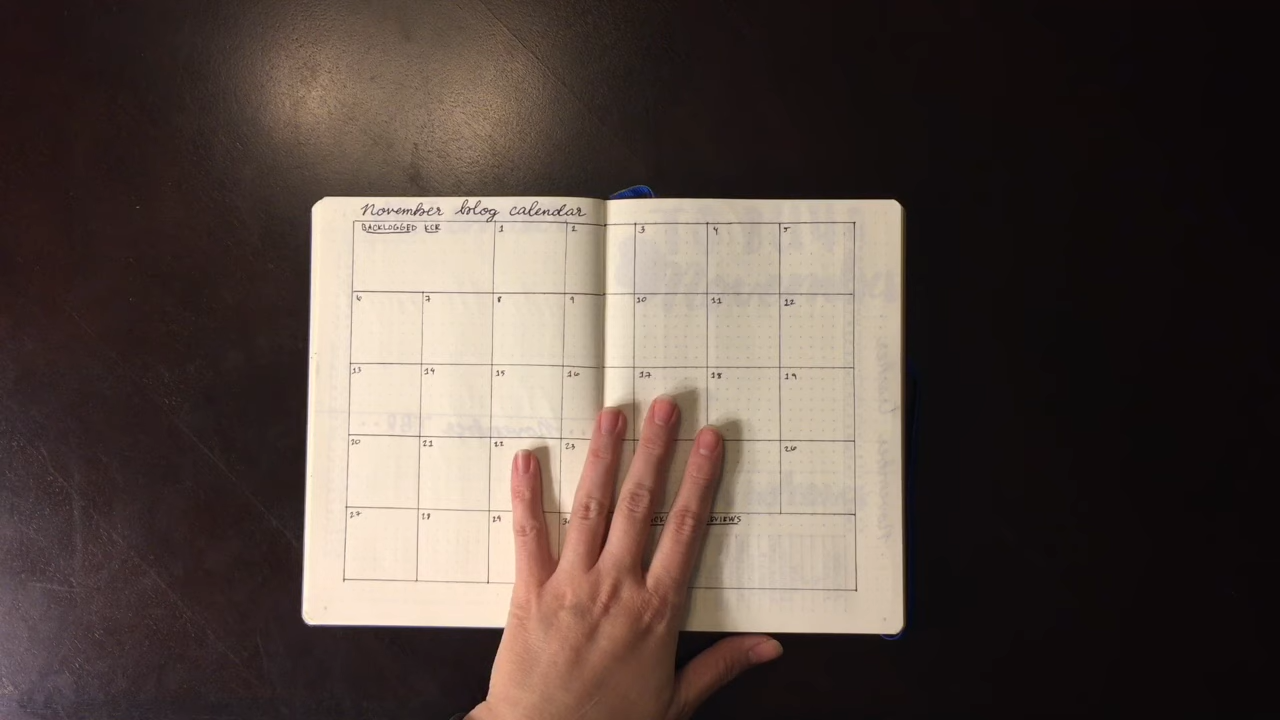 November blog calendar
BACKLOGGED KCR 1 2 3 4 5
6 7 8 9 10 11 12
13 14 15 16 17 18 19
20 21 22 23 26
27 28 29